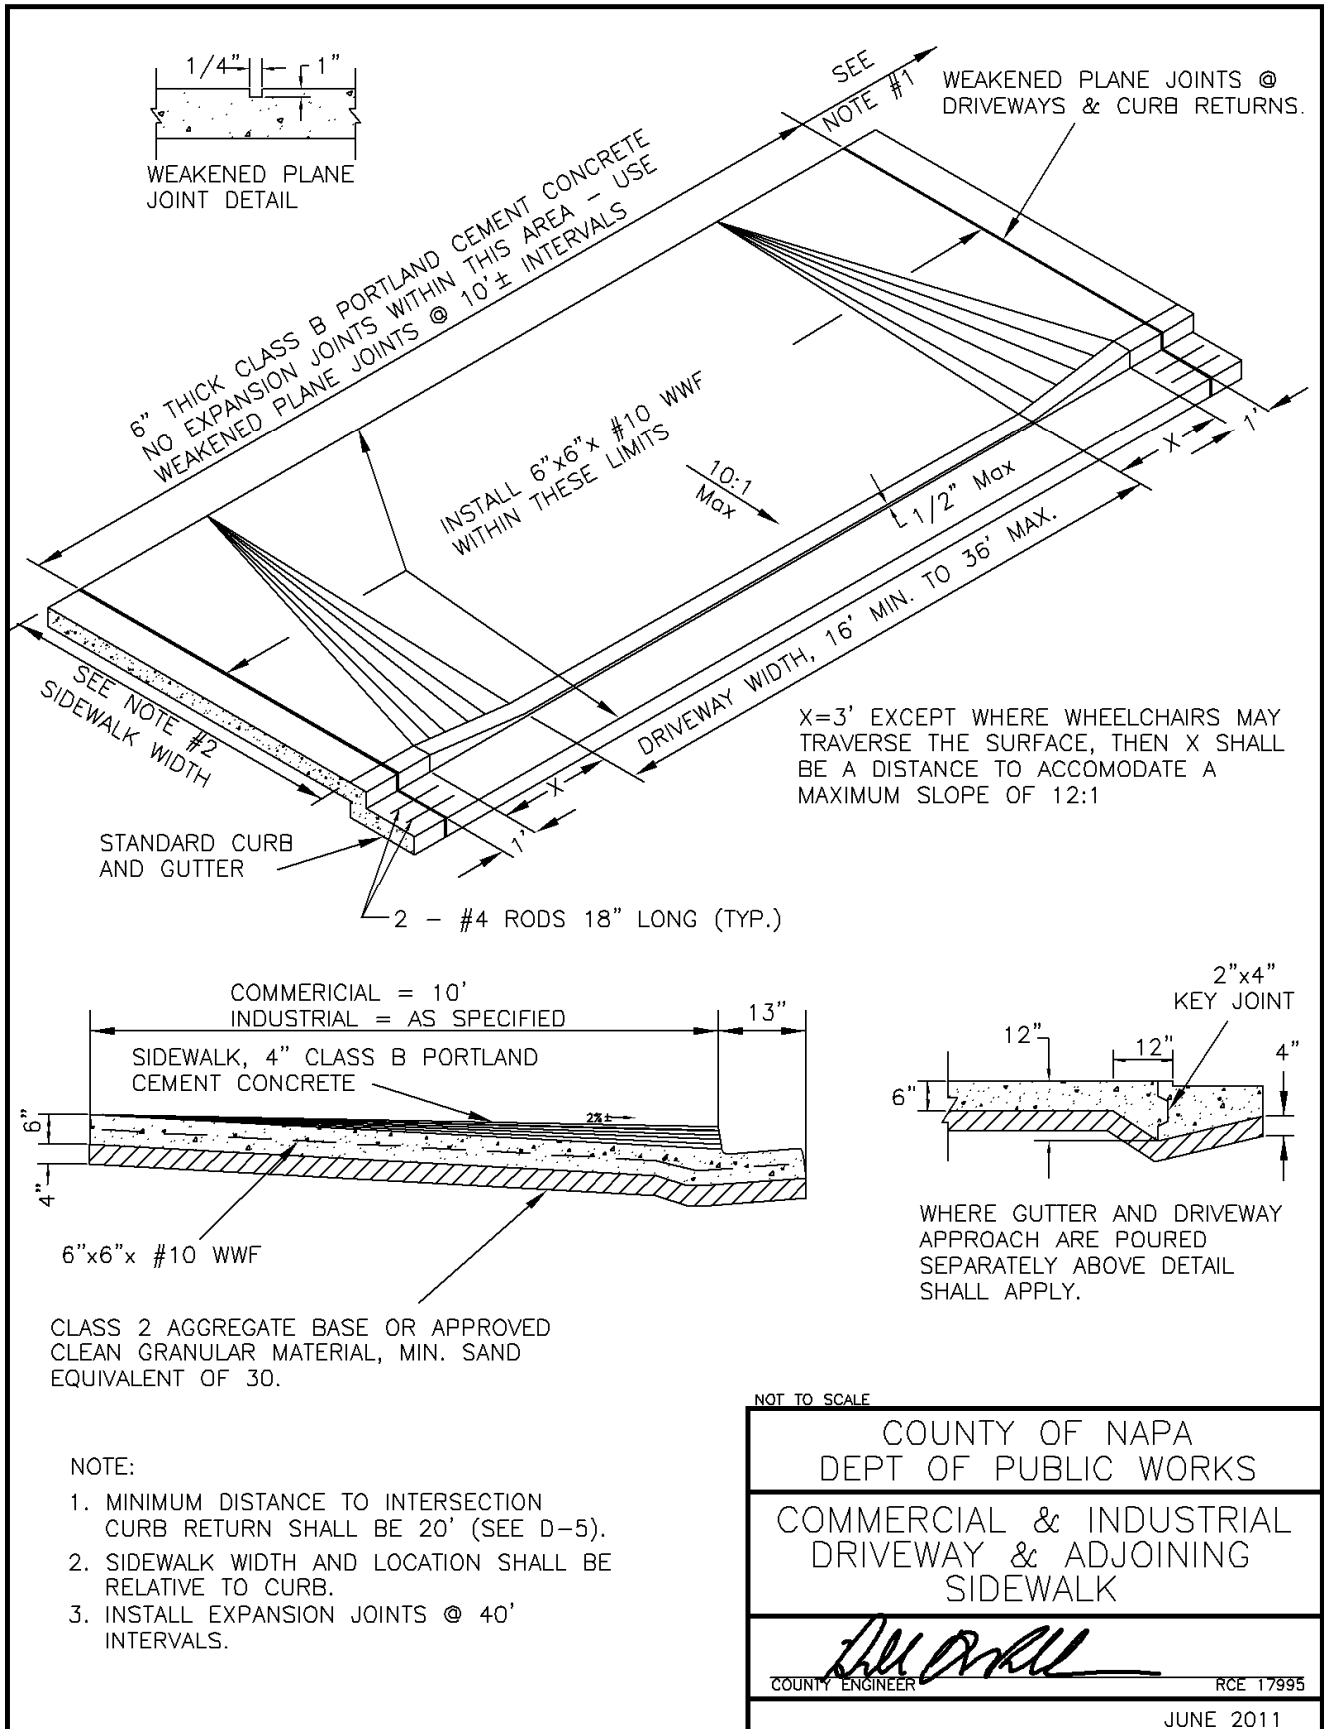 1/4"
1"
WEAKENED PLANE
JOINT DETAIL
SEE
NOTE #1
WEAKENED PLANE JOINTS @
DRIVEWAYS & CURB RETURNS.
6" THICK CLASS B PORTLAND CEMENT CONCRETE
NO EXPANSION JOINTS WITHIN THIS AREA - USE
WEAKENED PLANE JOINTS @ 10'± INTERVALS
INSTALL 6"x6"x #10 WWF
WITHIN THESE LIMITS
10:1
Max
1/2" Max
X
1'
DRIVEWAY WIDTH, 16' MIN. TO 36' MAX.
SEE NOTE #2
SIDEWALK WIDTH
X
1'
X=3' EXCEPT WHERE WHEELCHAIRS MAY
TRAVERSE THE SURFACE, THEN X SHALL
BE A DISTANCE TO ACCOMODATE A
MAXIMUM SLOPE OF 12:1
STANDARD CURB
AND GUTTER
2 - #4 RODS 18" LONG (TYP.)
COMMERICIAL = 10'
INDUSTRIAL = AS SPECIFIED
13"
SIDEWALK, 4" CLASS B PORTLAND
CEMENT CONCRETE
2%±
6"
4"
6"x6"x #10 WWF
CLASS 2 AGGREGATE BASE OR APPROVED
CLEAN GRANULAR MATERIAL, MIN. SAND
EQUIVALENT OF 30.
2"x4"
KEY JOINT
12"
12"
4"
6"
WHERE GUTTER AND DRIVEWAY
APPROACH ARE POURED
SEPARATELY ABOVE DETAIL
SHALL APPLY.
NOTE:
1. MINIMUM DISTANCE TO INTERSECTION
CURB RETURN SHALL BE 20' (SEE D-5).
2. SIDEWALK WIDTH AND LOCATION SHALL BE
RELATIVE TO CURB.
3. INSTALL EXPANSION JOINTS @ 40'
INTERVALS.
NOT TO SCALE
COUNTY OF NAPA
DEPT OF PUBLIC WORKS
COMMERCIAL & INDUSTRIAL
DRIVEWAY & ADJOINING
SIDEWALK
COUNTY ENGINEER RCE 17995
JUNE 2011